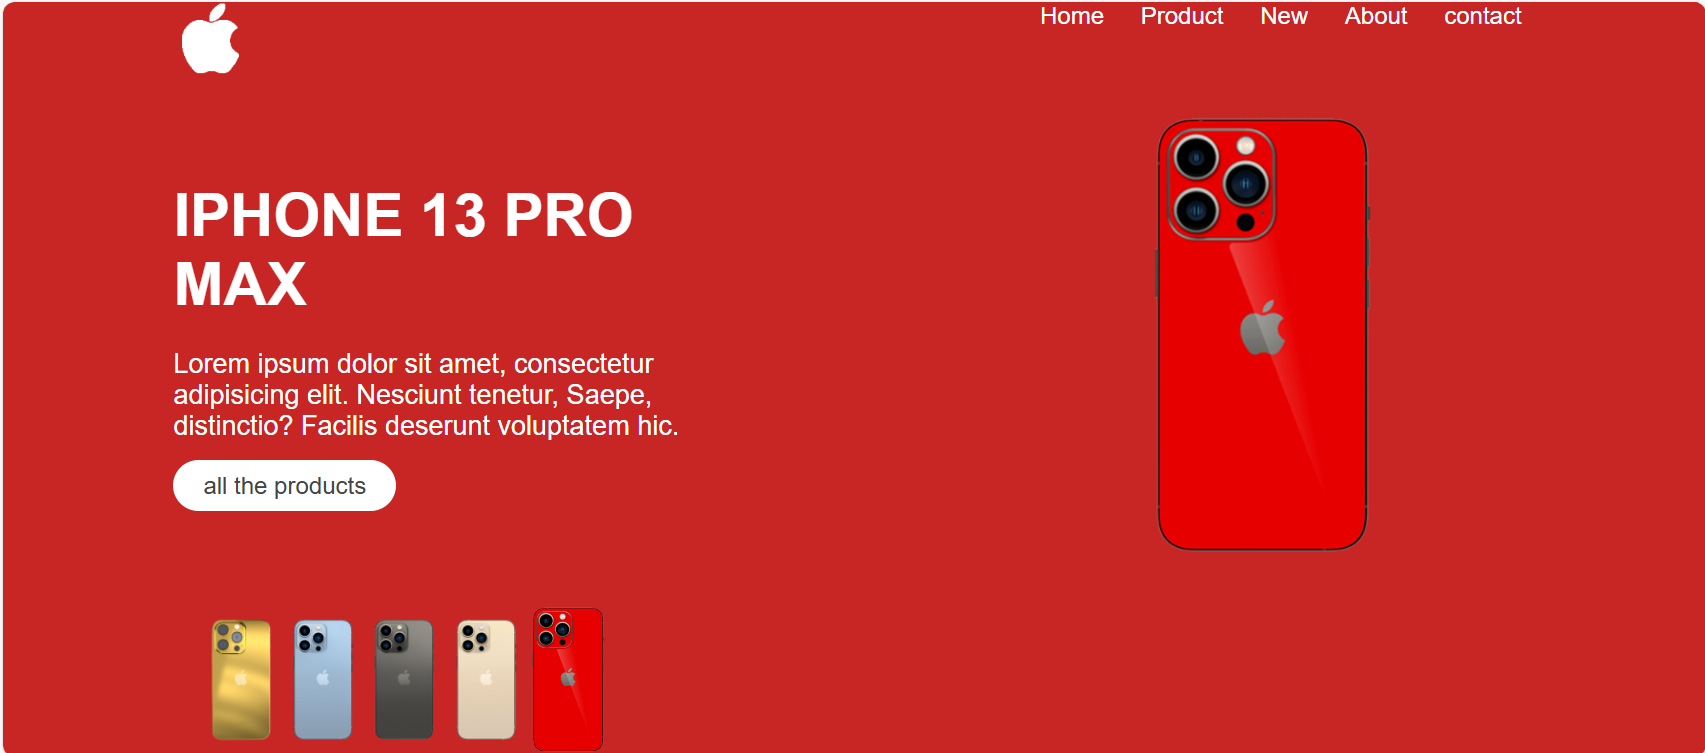 Home Product New About contact
IPHONE 13 PRO
MAX
Lorem ipsum dolor sit amet, consectetur
adipisicing elit. Nesciunt tenetur, Saepe,
distinctio? Facilis deserunt voluptatem hic.
all the products